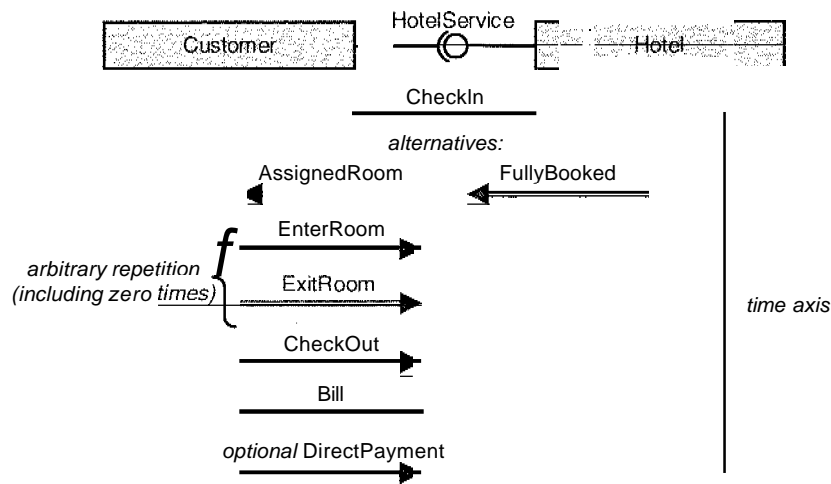 HotelService
Customer
Hotel
CheckIn
alternatives:
AssignedRoom
FullyBooked
EnterRoom
arbitrary repetition
(including zero times)
ExitRoom
time axis
CheckOut
Bill
optional DirectPayment